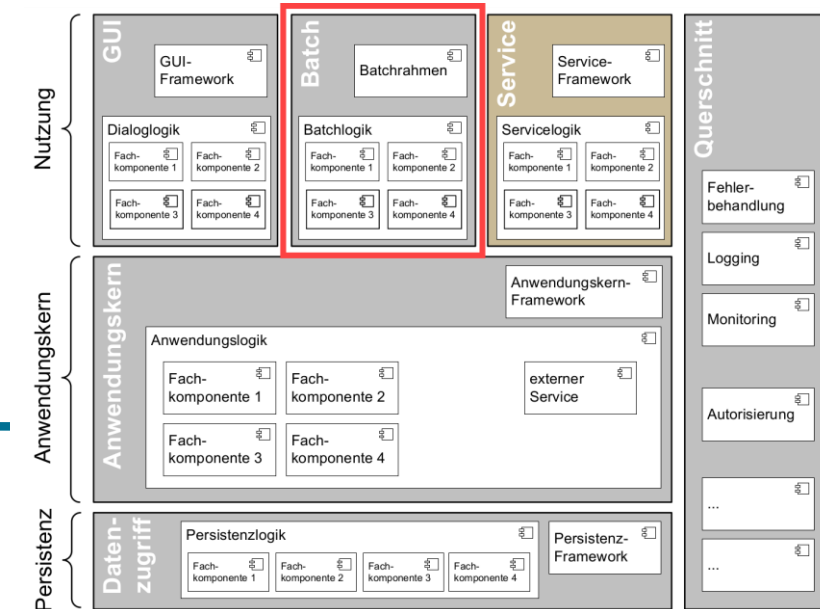 Nutzung
GUI
GUI-
Framework
Dialoglogik
Fach-
komponente 1
Fach-
komponente 2
Fach-
komponente 3
Fach-
komponente 4
Batch
Batchrahmen
Batchlogik
Fach-
komponente 1
Fach-
komponente 2
Fach-
komponente 3
Fach-
komponente 4
Service
Service-
Framework
Servicelogik
Fach-
komponente 1
Fach-
komponente 2
Fach-
komponente 3
Fach-
komponente 4
Anwendungskern
Anwendungskern
Anwendungskern-
Framework
Anwendungslogik
Fach-
komponente 1
Fach-
komponente 2
Fach-
komponente 3
Fach-
komponente 4
externer
Service
Persistenz
Daten-
zugriff
Persistenzlogik
Fach-
komponente 1
Fach-
komponente 2
Fach-
komponente 3
Fach-
komponente 4
Persistenz-
Framework
Querschnitt
Fehler-
behandlung
Logging
Monitoring
Autorisierung
...
...